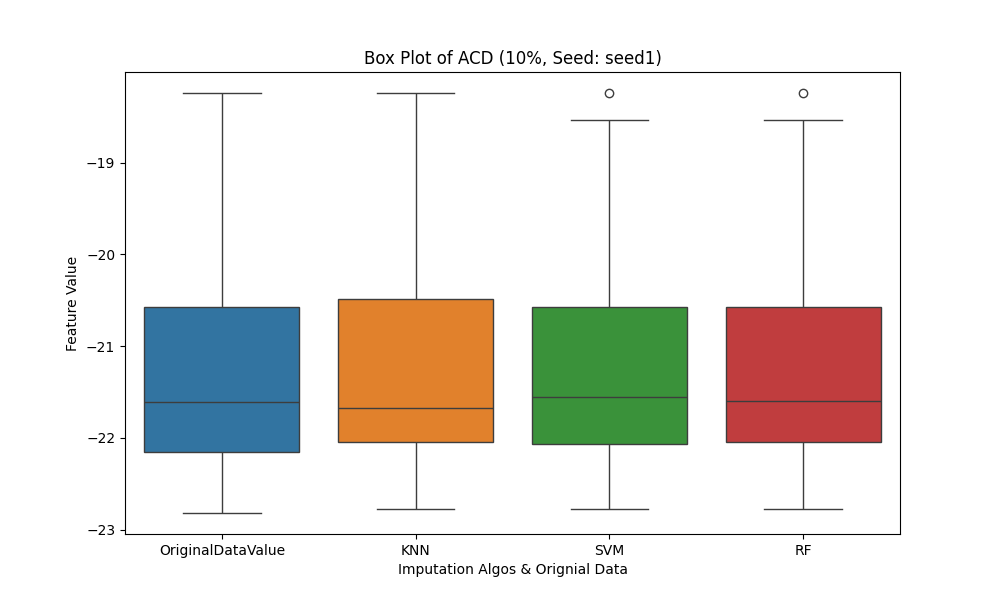 Box Plot of ACD (10%, Seed: seed1)
Feature Value
−19
−20
−21
−22
−23
OriginalDataValue
KNN
SVM
RF
Imputation Algos & Orignial Data